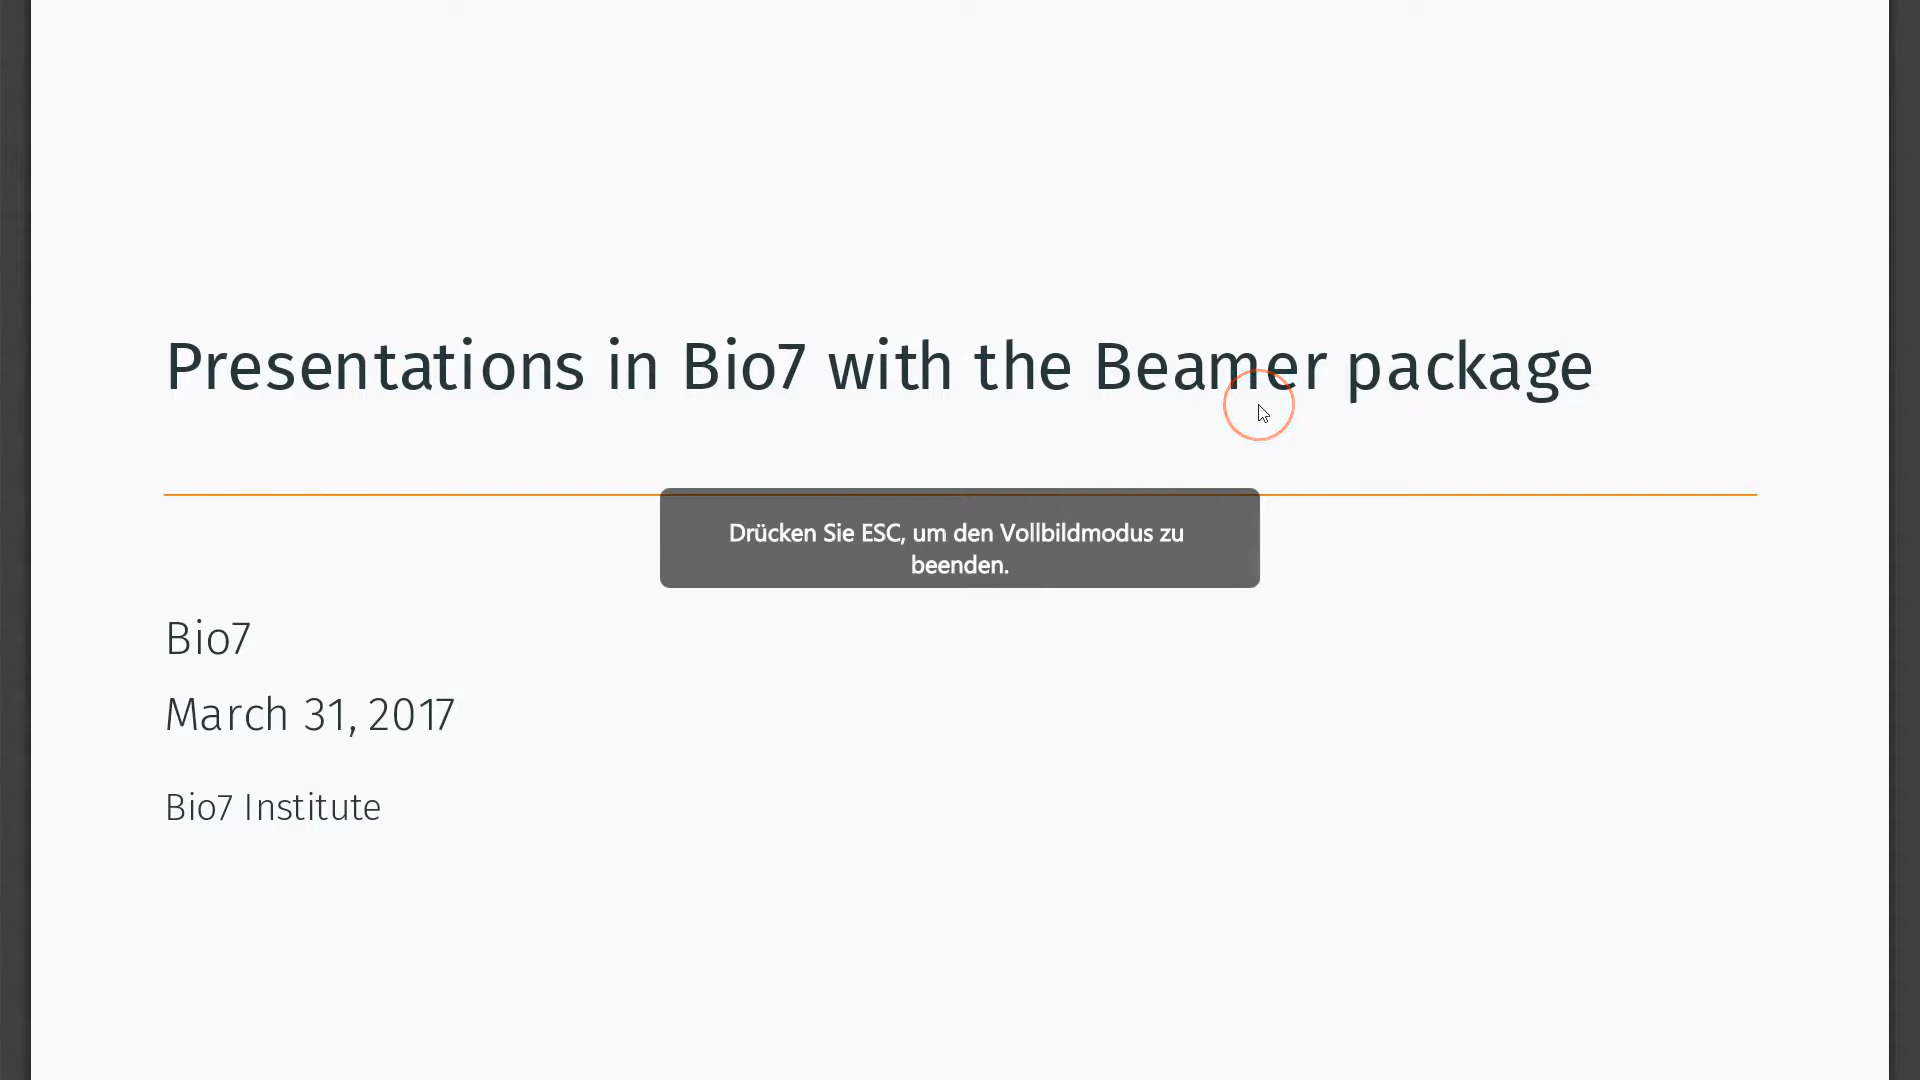 Presentations in Bio7 with the Beamer package
Drücken Sie ESC, um den Vollbildmodus zu
beenden.
Bio7
March 31, 2017
Bio7 Institute